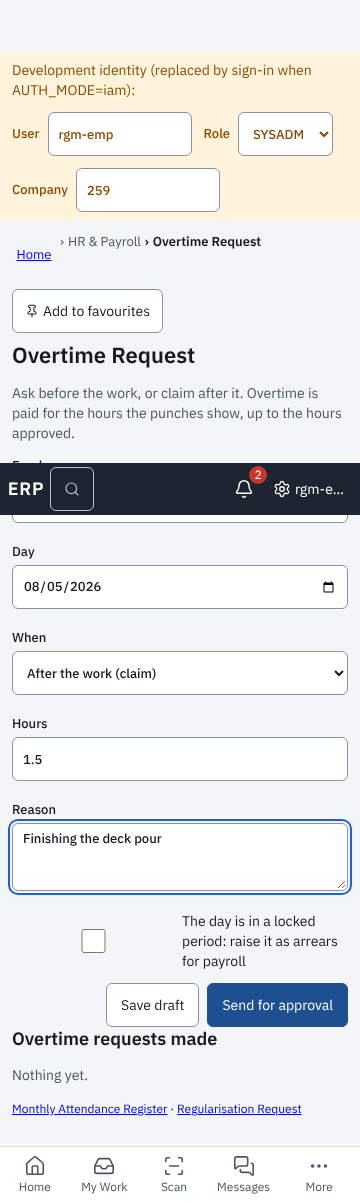 Development identity (replaced by sign-in when
AUTH_MODE=iam):
User rgm-emp Role SYSADM
Company 259
Home › HR & Payroll › Overtime Request
Add to favourites
Overtime Request
Ask before the work, or claim after it. Overtime is
paid for the hours the punches show, up to the hours
approved.
ERP 2 rgm-e...
Day
08/05/2026
When
After the work (claim)
Hours
1.5
Reason
Finishing the deck pour
The day is in a locked
period: raise it as arrears
for payroll
Save draft Send for approval
Overtime requests made
Nothing yet.
Monthly Attendance Register · Regularisation Request
Home My Work Scan Messages More